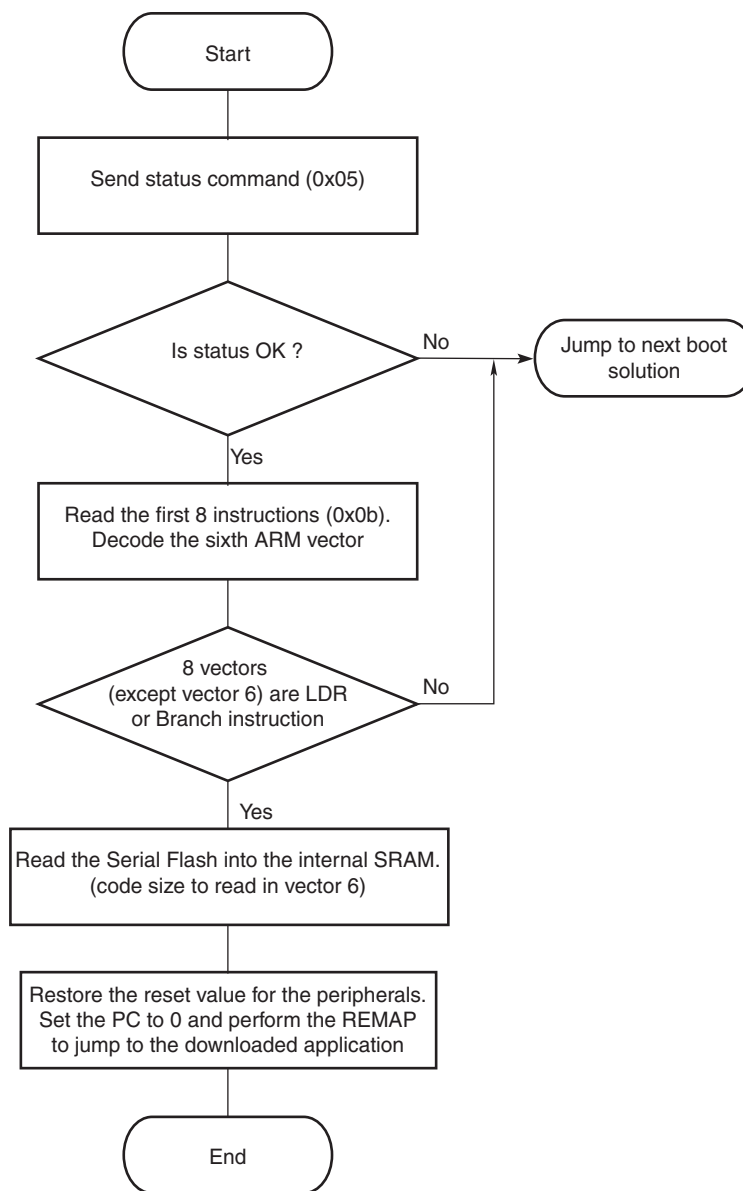 Start
Send status command (0x05)
Is status OK ?
No
Jump to next boot
solution
Yes
Read the first 8 instructions (0x0b).
Decode the sixth ARM vector
8 vectors
(except vector 6) are LDR
or Branch instruction
No
Yes
Read the Serial Flash into the internal SRAM.
(code size to read in vector 6)
Restore the reset value for the peripherals.
Set the PC to 0 and perform the REMAP
to jump to the downloaded application
End